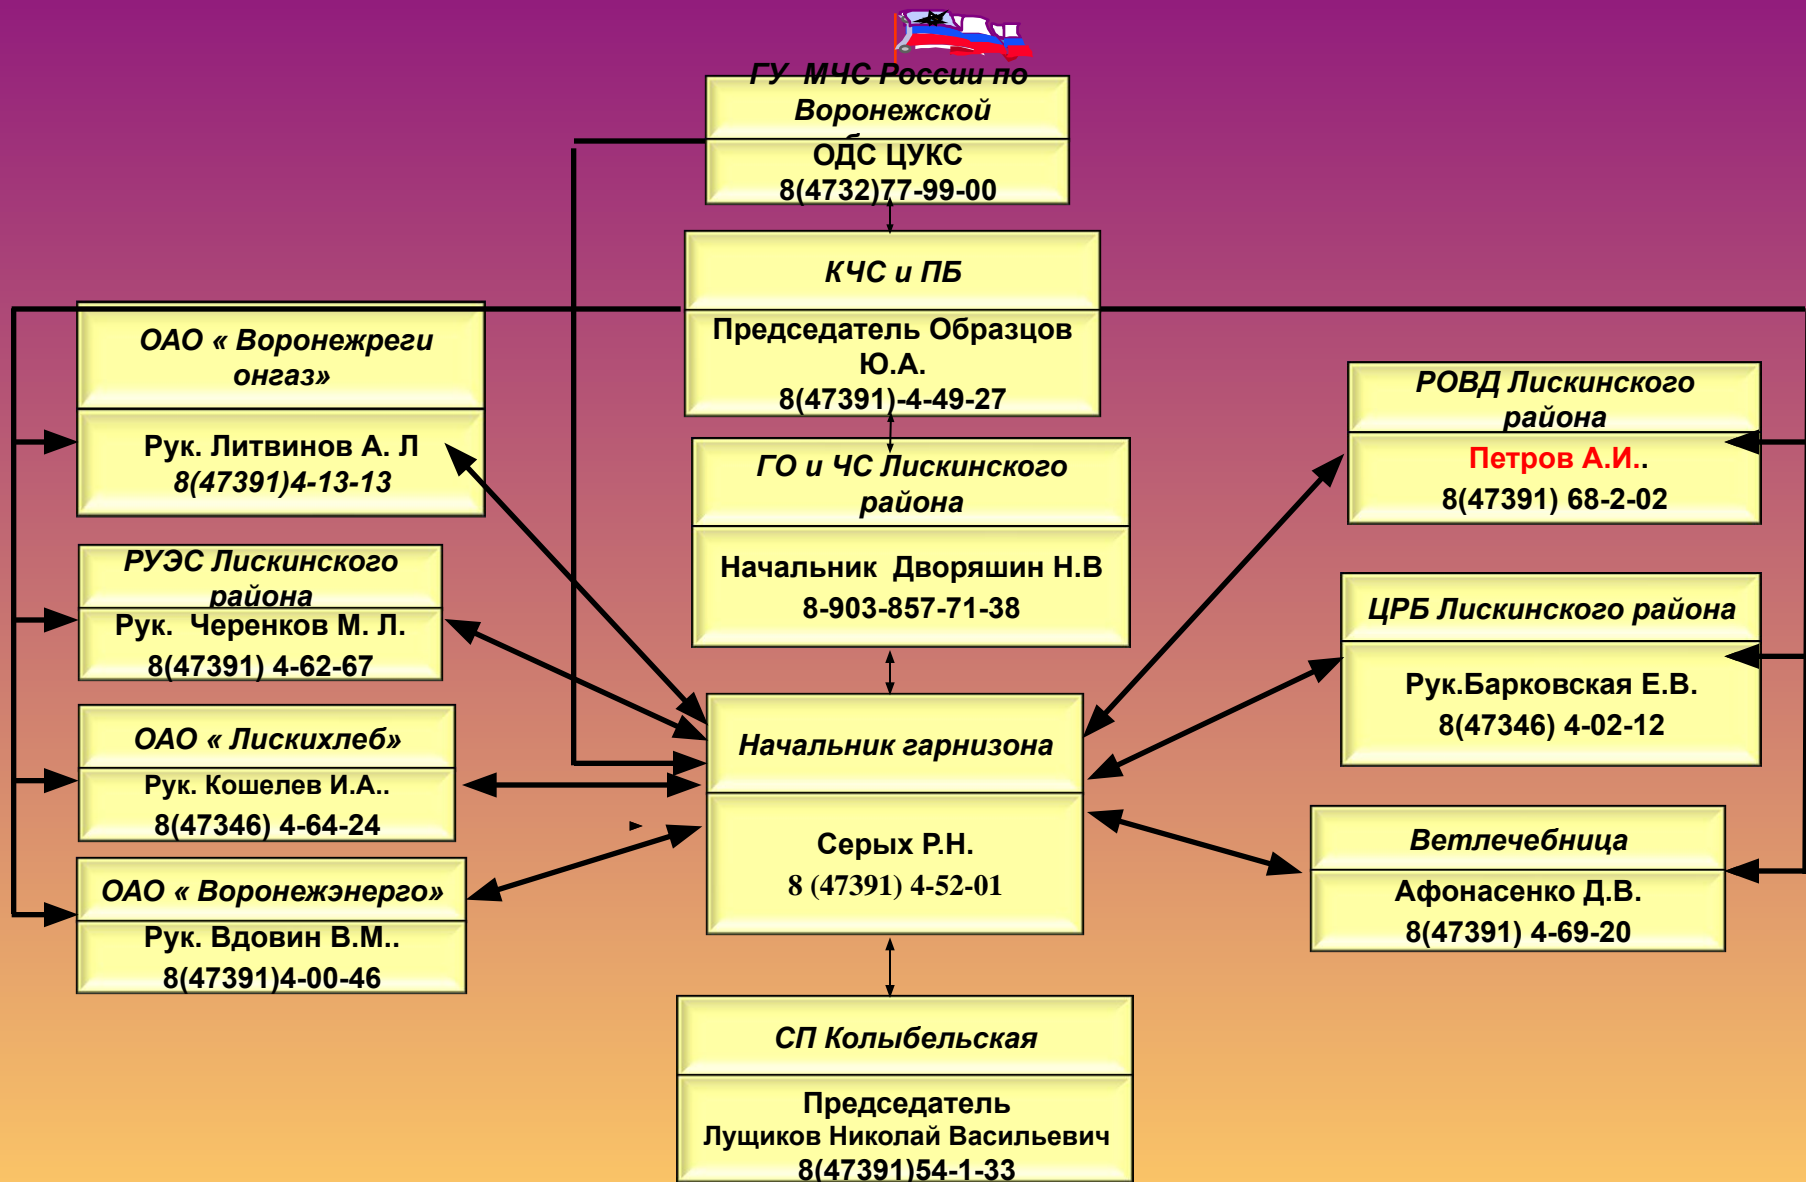 ГУ МЧС России по
Воронежской
ОДС ЦУКС
8(4732)77-99-00
КЧС и ПБ
Председатель Образцов
Ю.А.
8(47391)-4-49-27
ГО и ЧС Лискинского
района
Начальник Дворяшин Н.В
8-903-857-71-38
Начальник гарнизона
Серых Р.Н.
8 (47391) 4-52-01
СП Колыбельская
Председатель
Лущиков Николай Васильевич
8(47391)54-1-33
ОАО « Воронежреги
онгаз»
Рук. Литвинов А. Л
8(47391)4-13-13
РУЭС Лискинского
района
Рук. Черенков М. Л.
8(47391) 4-62-67
ОАО « Лискихлеб»
Рук. Кошелев И.А..
8(47346) 4-64-24
ОАО « Воронежэнерго»
Рук. Вдовин В.М..
8(47391)4-00-46
РОВД Лискинского
района
Петров А.И..
8(47391) 68-2-02
ЦРБ Лискинского района
Рук.Барковская Е.В.
8(47346) 4-02-12
Ветлечебница
Афонасенко Д.В.
8(47391) 4-69-20